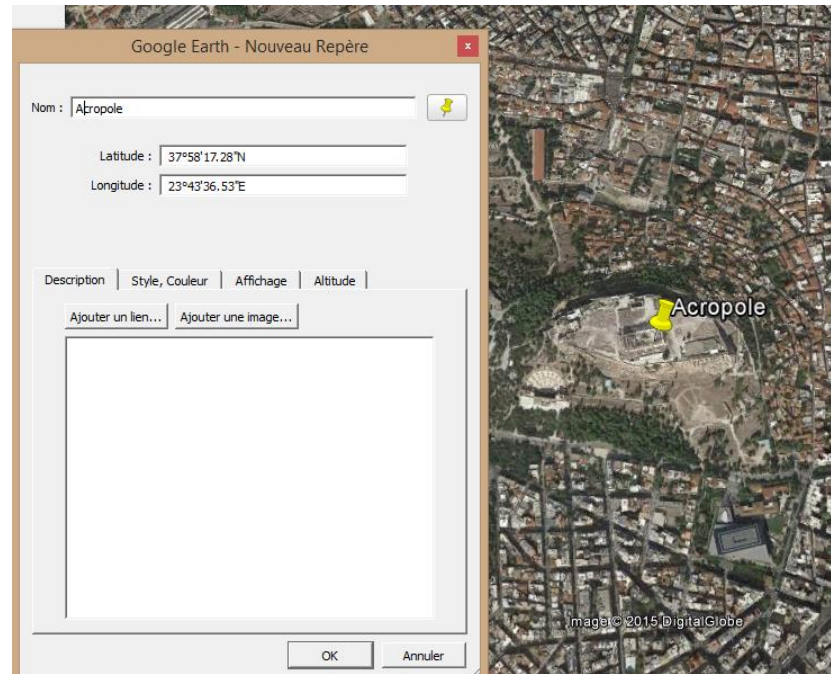 Google Earth - Nouveau Repère
x
Nom : Acropole
Latitude : 37°58'17.28"N
Longitude : 23°43'36.53"E
Description Style, Couleur Affichage Altitude
Ajouter un lien... Ajouter une image...
OK Annuler
Acropole
mage © 2015 DigitalGlobe